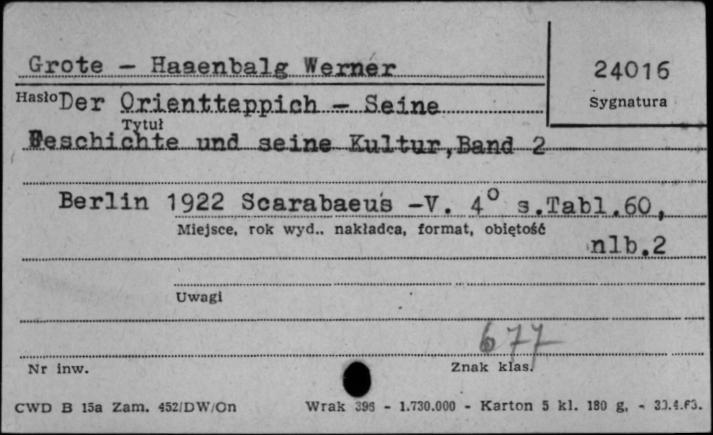 Grote - Haaenbalg Werner
24016
Hasło Der Orientteppich - Seine
Sygnatura
Tytuł
Geschichte und seine Kultur, Band 2
Berlin 1922 Scarabaeus -V. 4° s.Tabl.60,
Miejsce, rok wyd., nakładca, format, objętość
nlb.2
Uwagi
677
Nr inw.
Znak klas.
CWD B 15a Zam. 452/DW/On Wrak 396 - 1.730.000 - Karton 5 kl. 180 g. -